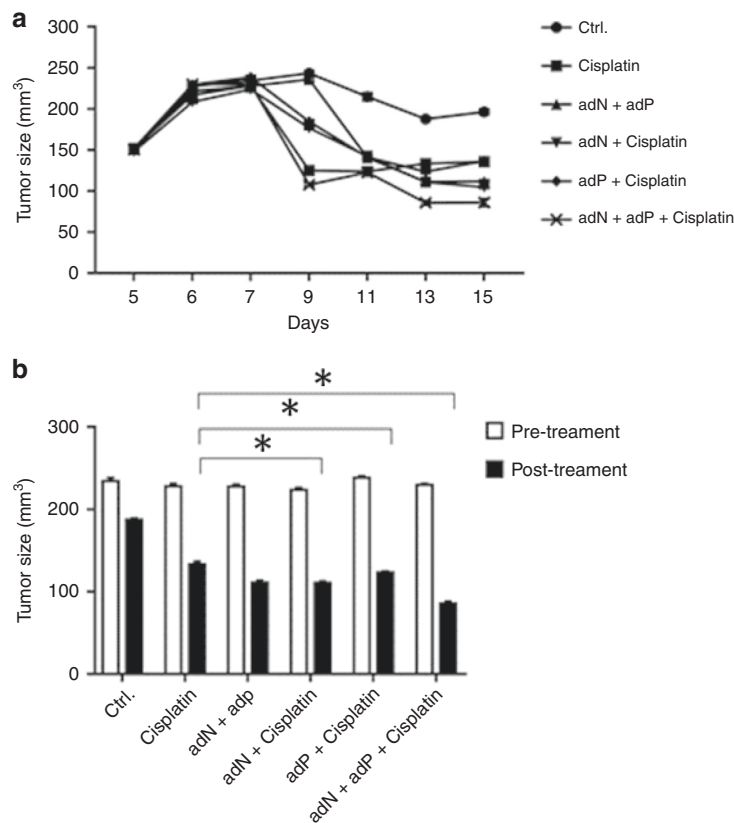 a
Tumor size (mm³)
300
250
200
150
100
50
0
5 6 7 9 11 13 15
Days
Ctrl.
Cisplatin
adN + adP
adN + Cisplatin
adP + Cisplatin
adN + adP + Cisplatin
b
Tumor size (mm³)
300
200
100
0
* 
*
*
Pre-treament
Post-treament
Ctrl.
Cisplatin
adN + adp
adN + Cisplatin
adP + Cisplatin
adN + adP + Cisplatin